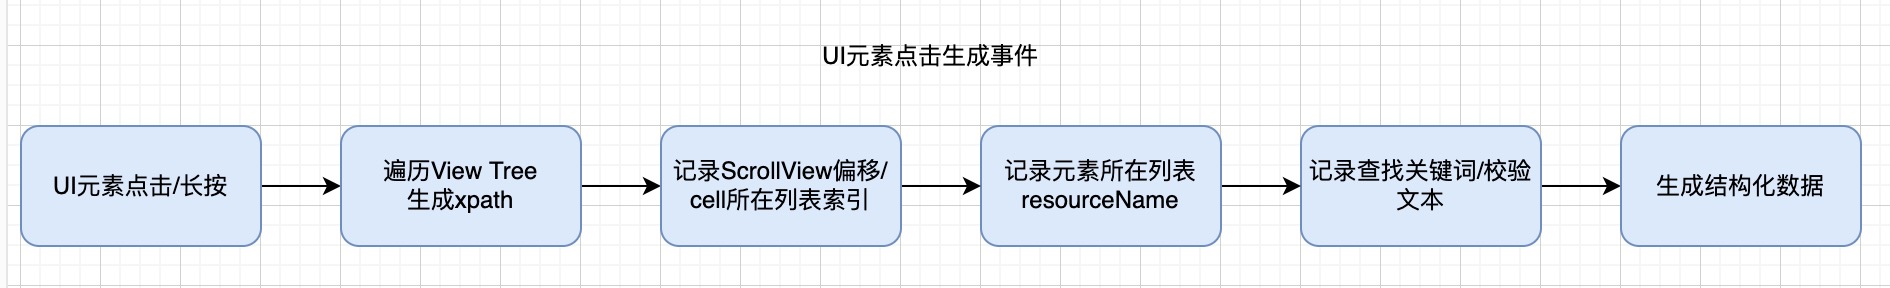 UI元素点击生成事件
UI元素点击/长按
遍历View Tree
生成xpath
记录ScrollView偏移/
cell所在列表索引
记录元素所在列表
resourceName
记录查找关键词/校验
文本
生成结构化数据